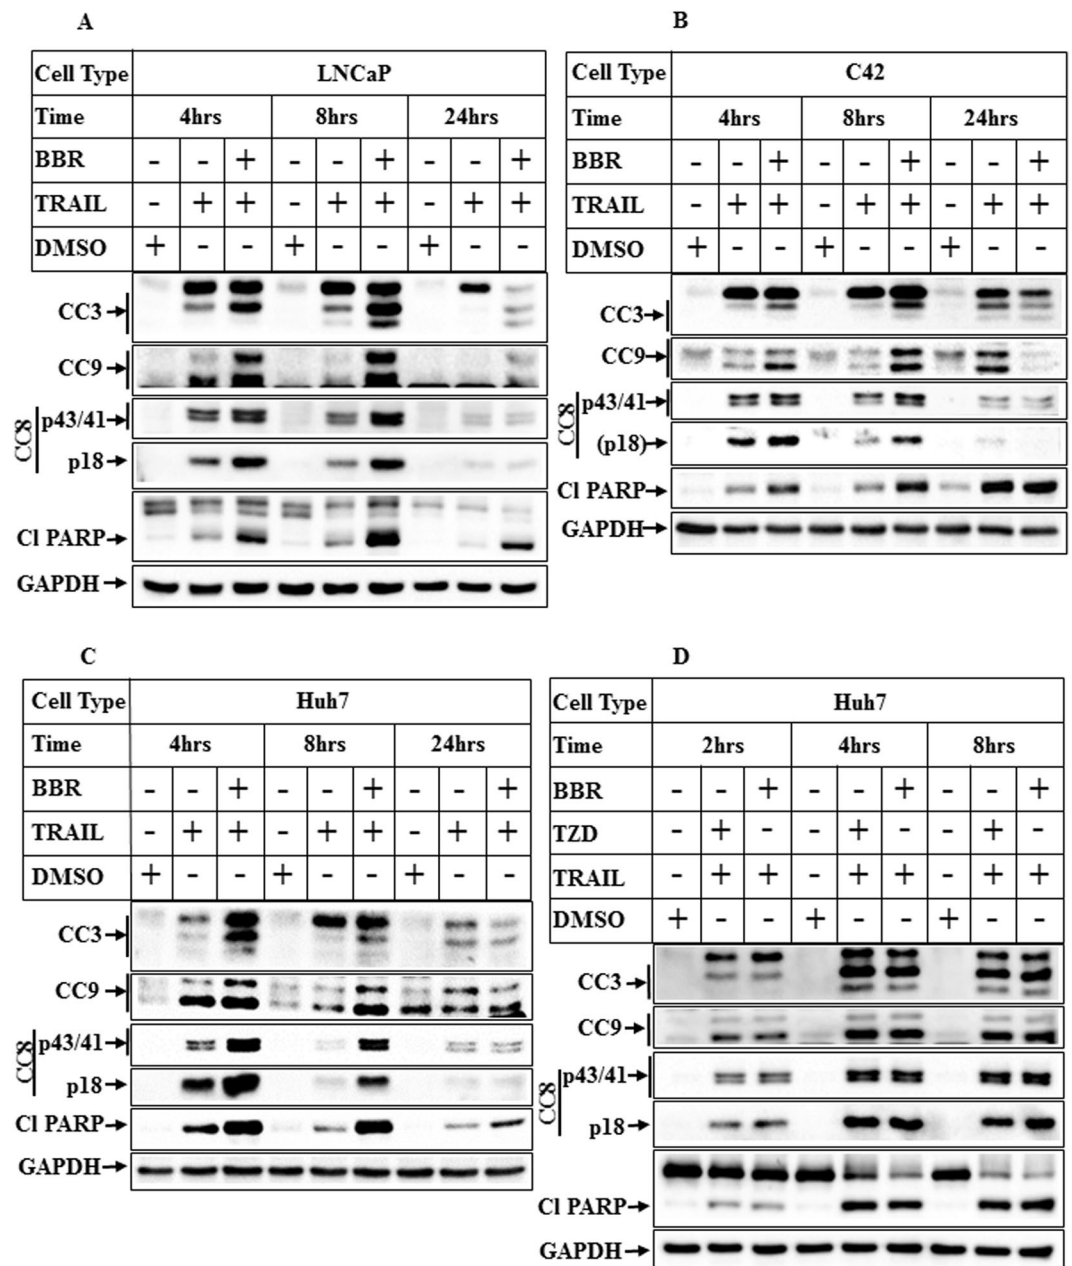 A
Cell Type LNCaP
Time 4hrs 8hrs 24hrs
BBR - - + - - + - - +
TRAIL - + + - + + - + +
DMSO + - - + - - + - -
CC3
CC9
CC8
p43/41
p18
Cl PARP
GAPDH
B
Cell Type C42
Time 4hrs 8hrs 24hrs
BBR - - + - - + - - +
TRAIL - + + - + + - + +
DMSO + - - + - - + - -
CC3
CC9
CC8
p43/41
(p18)
Cl PARP
GAPDH
C
Cell Type Huh7
Time 4hrs 8hrs 24hrs
BBR - - + - - + - - +
TRAIL - + + - + + - + +
DMSO + - - + - - + - -
CC3
CC9
CC8
p43/41
p18
Cl PARP
GAPDH
D
Cell Type Huh7
Time 2hrs 4hrs 8hrs
BBR - - + - - + - - +
TZD - + - - + - - + -
TRAIL - + + - + + - + +
DMSO + - - + - - + - -
CC3
CC9
CC8
p43/41
p18
Cl PARP
GAPDH